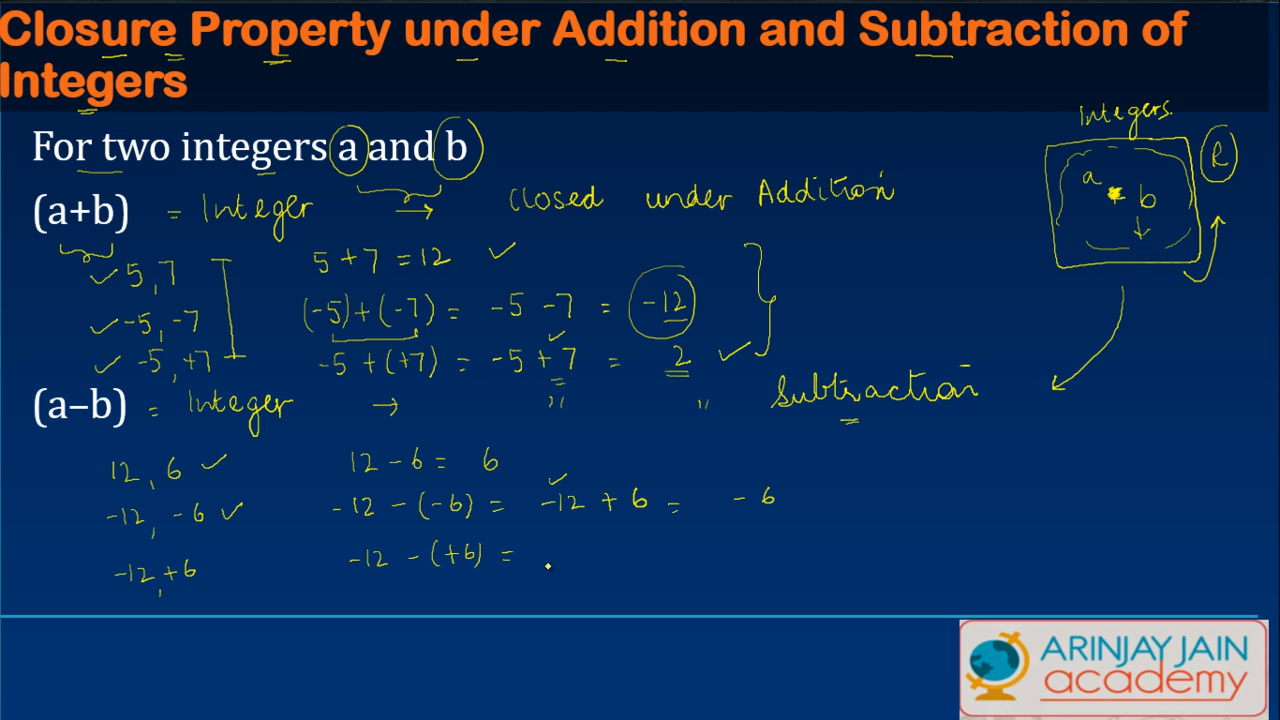 Closure Property under Addition and Subtraction of
Integers
Integers.
For two integers a and b
R
a
b
(a+b) = Integer → Closed under Addition
5, 7 5 + 7 = 12 ✓
✓ -5, -7 (-5) + (-7) = -5 -7 = -12
✓ -5, +7 -5 + (+7) = -5 + 7 = 2 ✓
(a–b) = Integer → " " Subtraction
12, 6 ✓ 12 - 6 = 6
-12, -6 ✓ -12 - (-6) = -12 + 6 = - 6
-12, +6 -12 - (+6) =
ARINJAY JAIN
academy